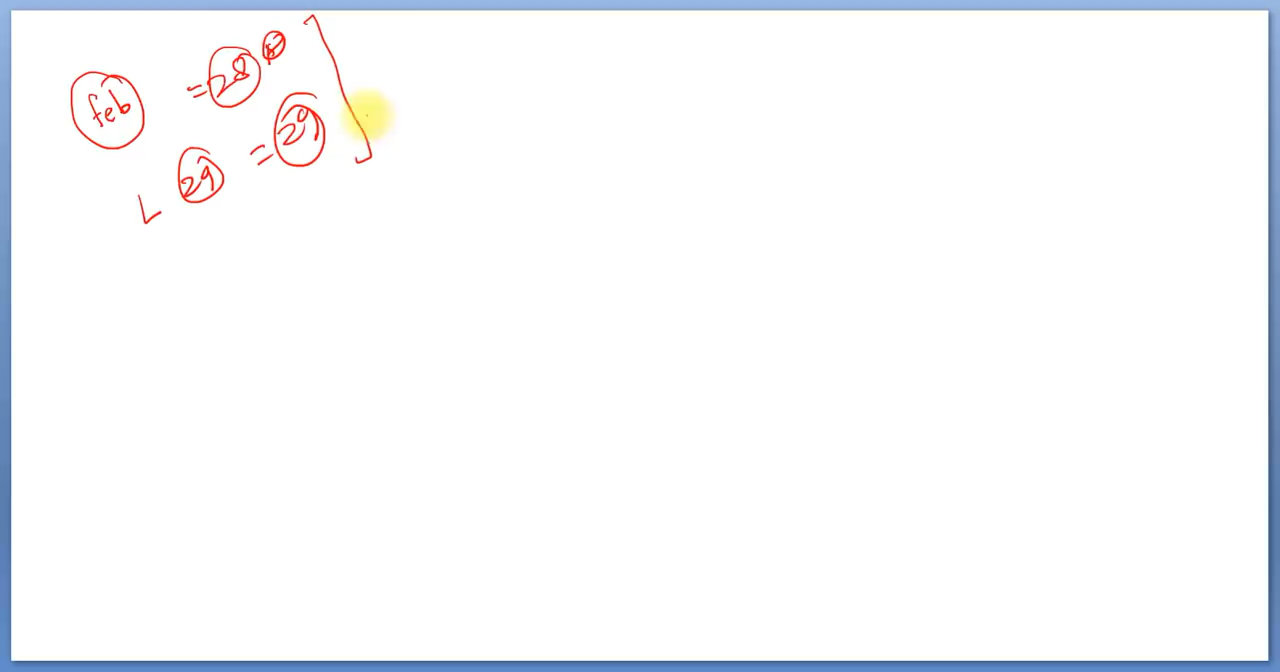 feb = 28
L 29 = 29